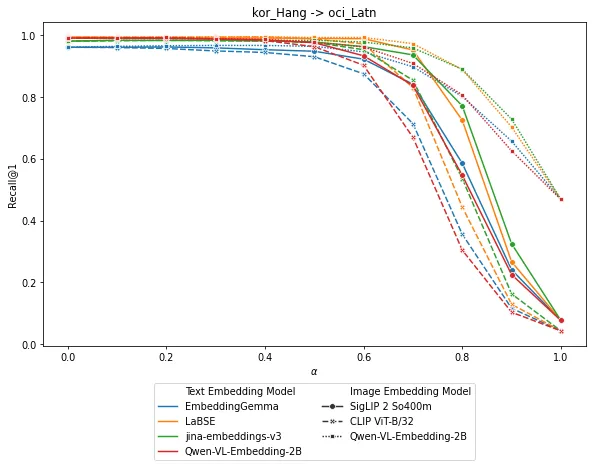 kor_Hang -> oci_Latn
Recall@1
1.0
0.8
0.6
0.4
0.2
0.0
0.0 0.2 0.4 0.6 0.8 1.0
α
Text Embedding Model
EmbeddingGemma
LaBSE
jina-embeddings-v3
Qwen-VL-Embedding-2B
Image Embedding Model
SigLIP 2 So400m
CLIP ViT-B/32
Qwen-VL-Embedding-2B